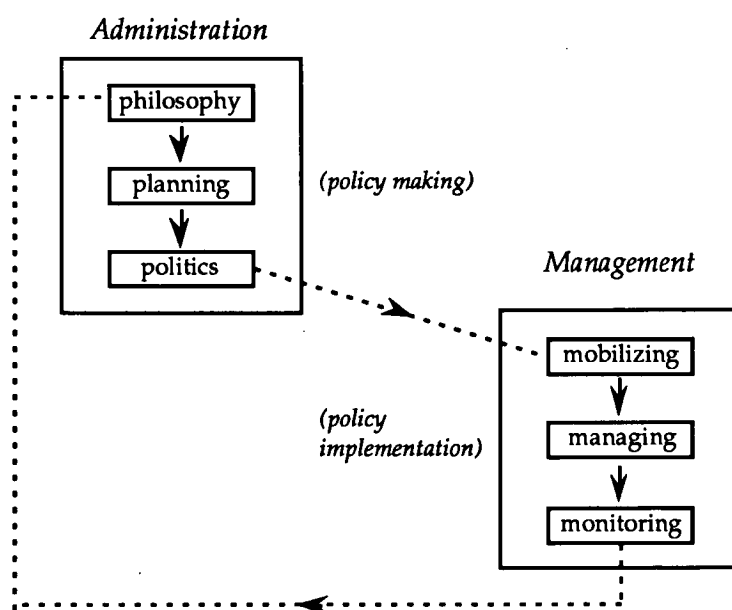 Administration
philosophy
planning
(policy making)
politics
Management
mobilizing
(policy
implementation)
managing
monitoring